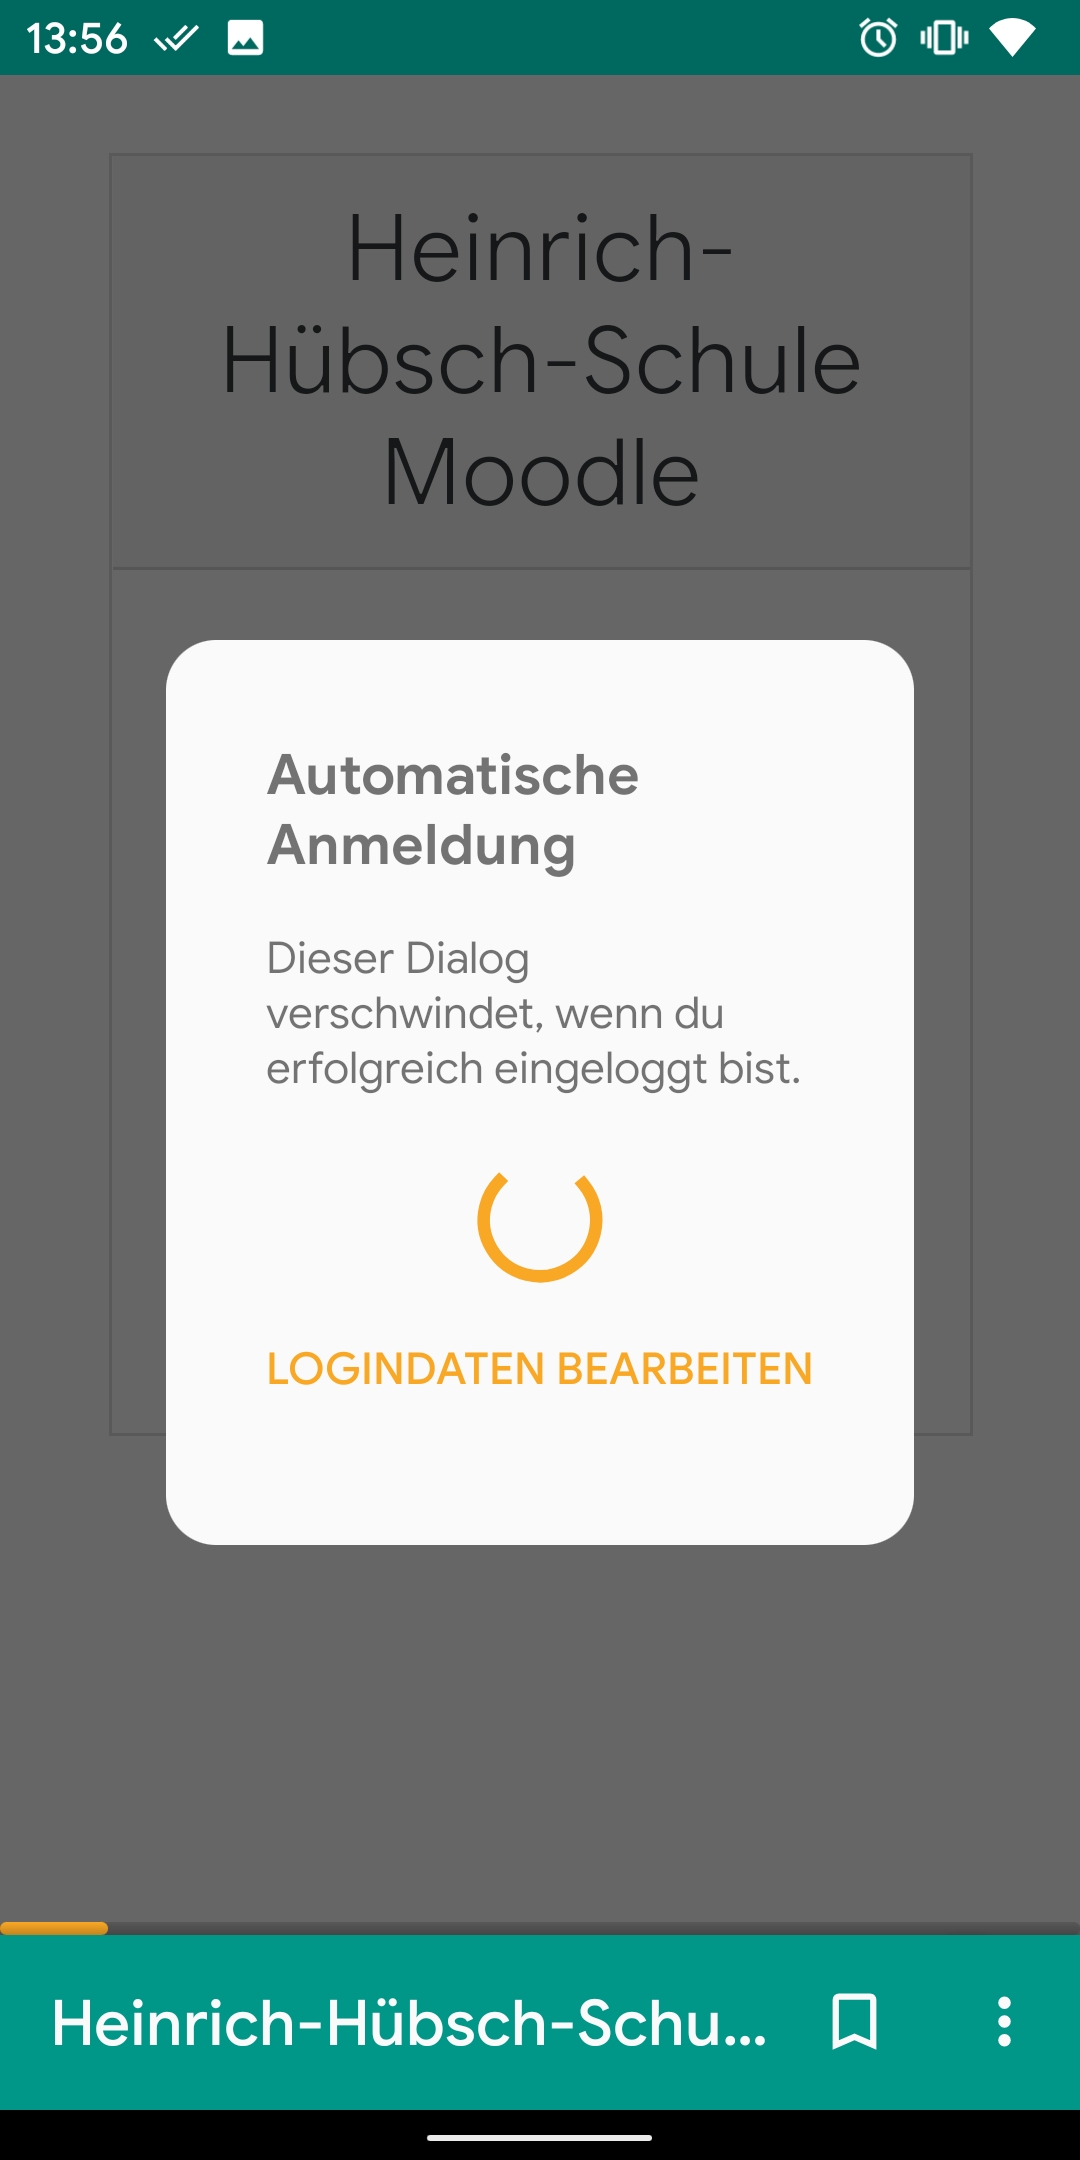 13:56
Heinrich-
Hübsch-Schule
Moodle
Automatische
Anmeldung
Dieser Dialog
verschwindet, wenn du
erfolgreich eingeloggt bist.
LOGINDATEN BEARBEITEN
Heinrich-Hübsch-Schu...